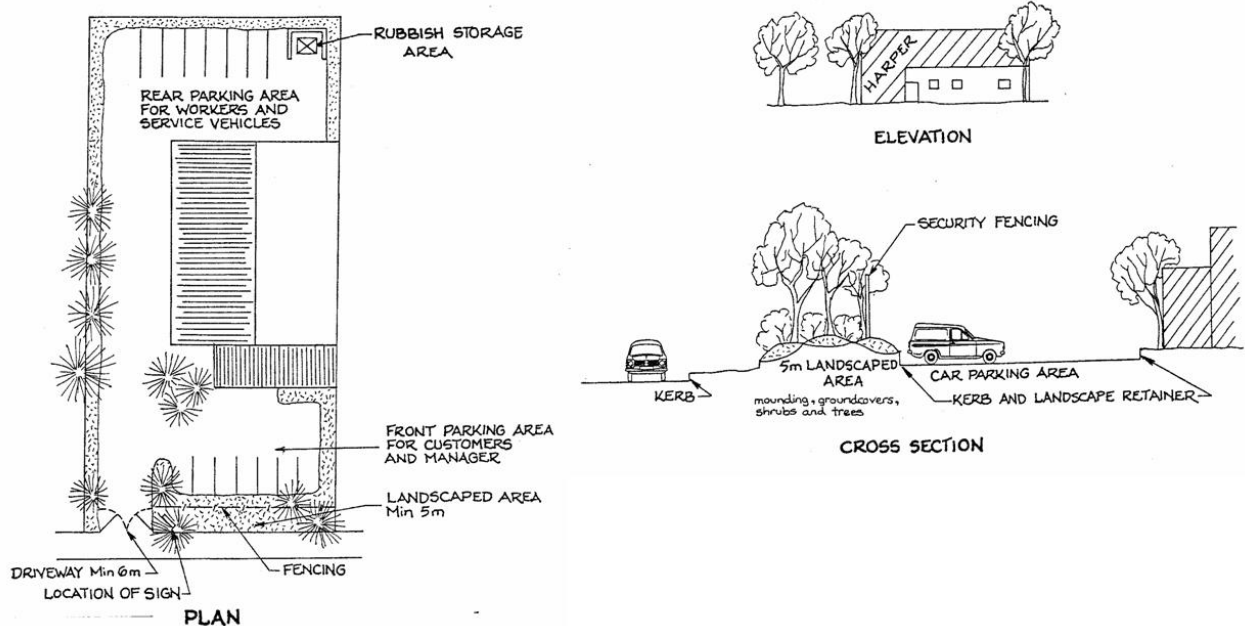 RUBBISH STORAGE
AREA
REAR PARKING AREA
FOR WORKERS AND
SERVICE VEHICLES
FRONT PARKING AREA
FOR CUSTOMERS
AND MANAGER
LANDSCAPED AREA
Min 5m
DRIVEWAY Min 6m
LOCATION OF SIGN
FENCING
PLAN
HARPER
ELEVATION
SECURITY FENCING
5m LANDSCAPED
AREA
mounding, groundcovers,
shrubs and trees
KERB
CAR PARKING AREA
KERB AND LANDSCAPE RETAINER
CROSS SECTION